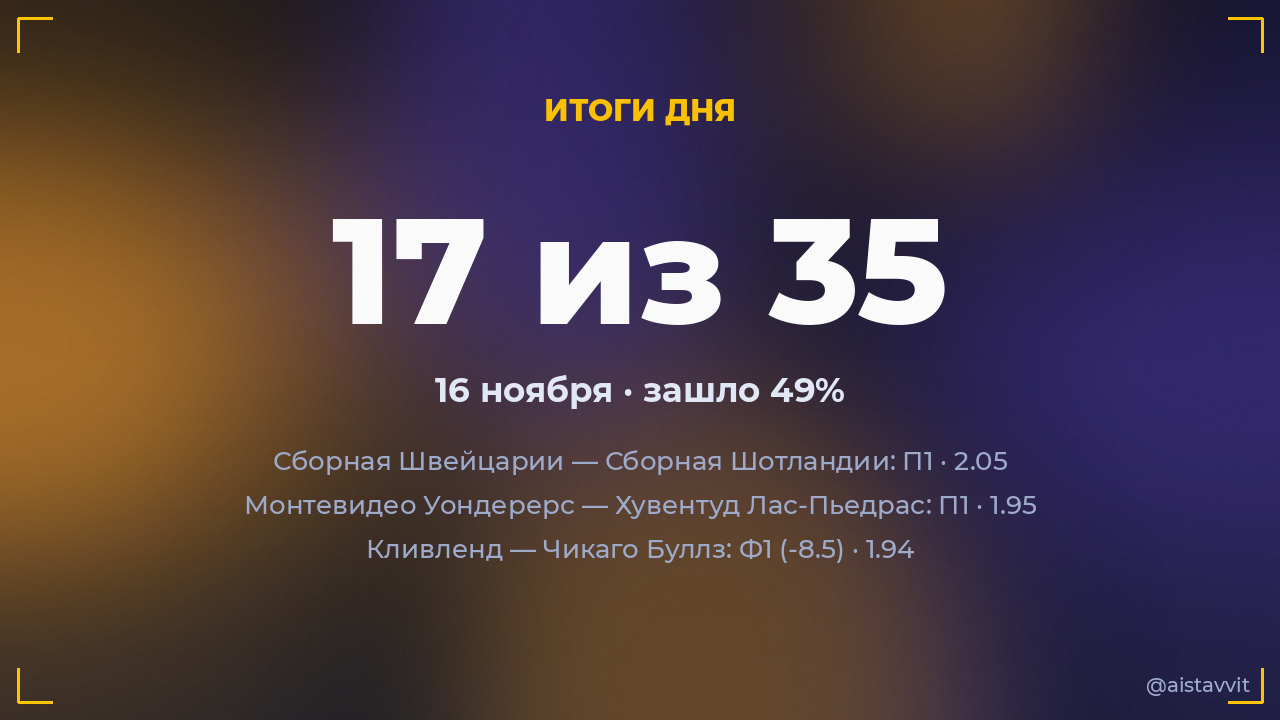 ИТОГИ ДНЯ
17 из 35
16 ноября · зашло 49%
Сборная Швейцарии — Сборная Шотландии: П1 · 2.05
Монтевидео Уондерерс — Хувентуд Лас-Пьедрас: П1 · 1.95
Кливленд — Чикаго Буллз: Ф1 (-8.5) · 1.94
@aistavvit